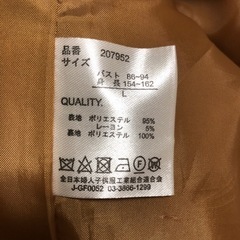 品番 207952
サイズ
バスト 86-94
身長 154-162
L
QUALITY.
表地 ポリエステル 95%
レーヨン 5%
裏地 ポリエステル 100%
全日本婦人子供服工業組合連合会
J-GF0052 03-3866-1299